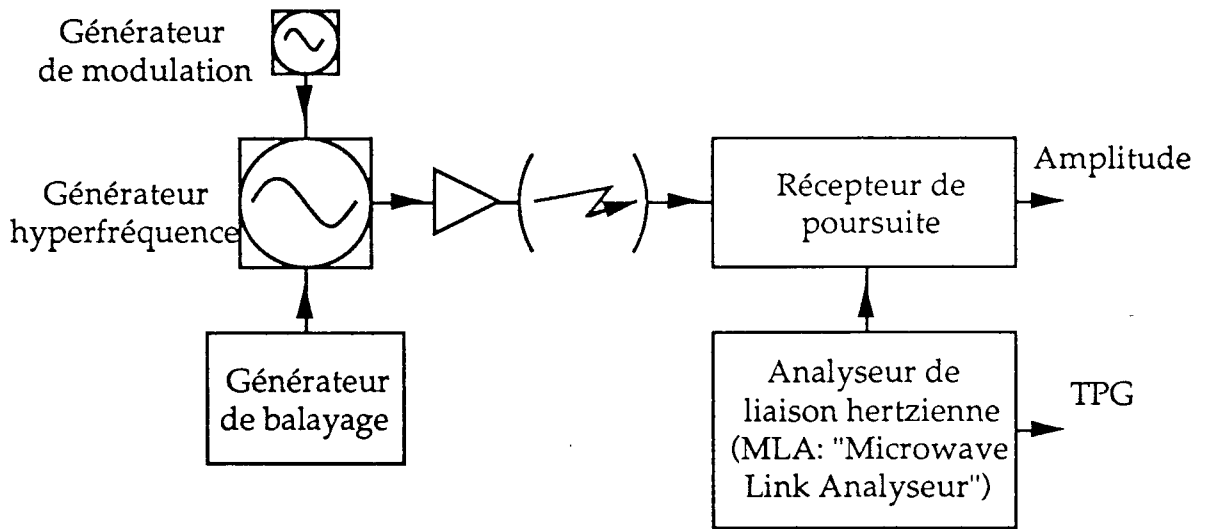 Générateur
de modulation
Générateur
hyperfréquence
Générateur
de balayage
Récepteur de
poursuite
Amplitude
Analyseur de
liaison hertzienne
(MLA: "Microwave
Link Analyseur")
TPG